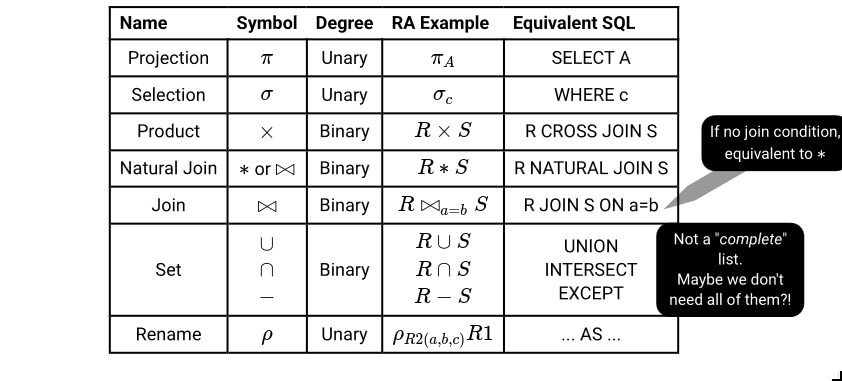 Name Symbol Degree RA Example Equivalent SQL
Projection π Unary π_A SELECT A
Selection σ Unary σ_c WHERE c
Product × Binary R × S R CROSS JOIN S
Natural Join ∗ or ⋈ Binary R ∗ S R NATURAL JOIN S
Join ⋈ Binary R ⋈_{a=b} S R JOIN S ON a=b
Set ∪ Binary R ∪ S UNION
∩ R ∩ S INTERSECT
− R − S EXCEPT
Rename ρ Unary ρ_{R2(a,b,c)}R1 ... AS ...
If no join condition,
equivalent to ∗
Not a "complete"
list.
Maybe we don't
need all of them?!